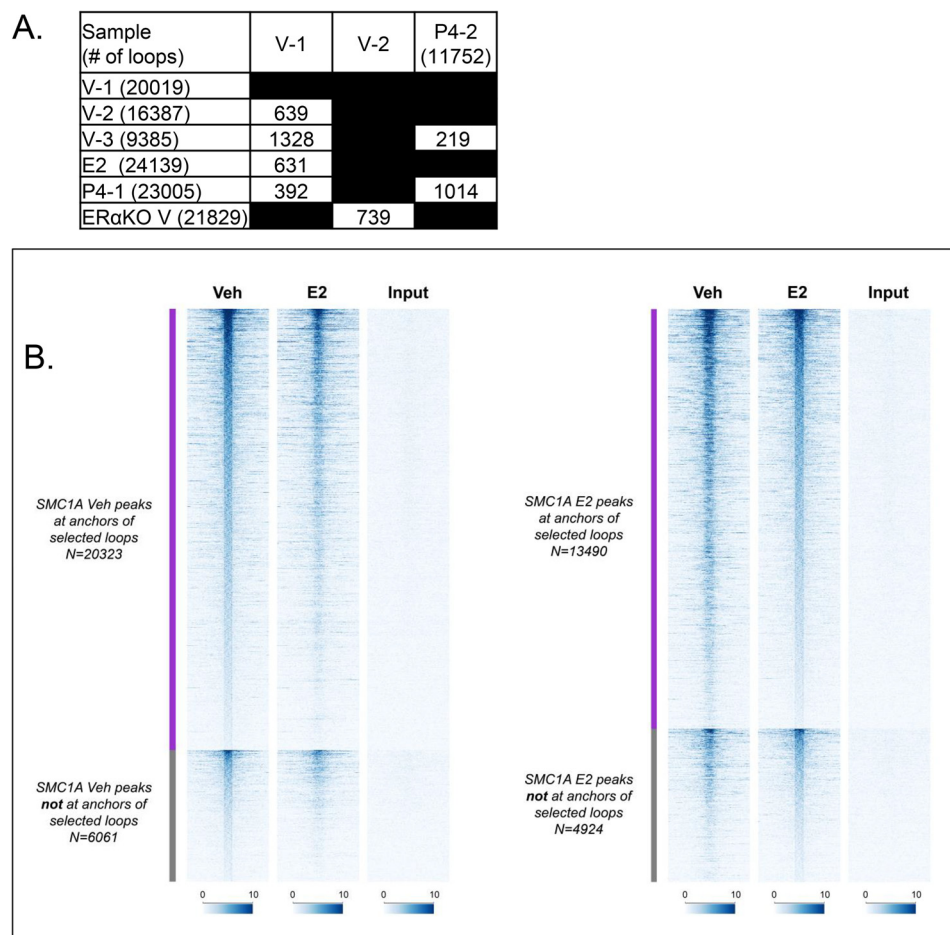 A.
Sample
(# of loops)
V-1
V-2
P4-2
(11752)
V-1 (20019)
V-2 (16387)
639
V-3 (9385)
1328
219
E2 (24139)
631
P4-1 (23005)
392
1014
ERαKO V (21829)
739
B.
Veh
E2
Input
SMC1A Veh peaks
at anchors of
selected loops
N=20323
SMC1A Veh peaks
not at anchors of
selected loops
N=6061
0
10
0
10
0
10
Veh
E2
Input
SMC1A E2 peaks
at anchors of
selected loops
N=13490
SMC1A E2 peaks
not at anchors of
selected loops
N=4924
0
10
0
10
0
10